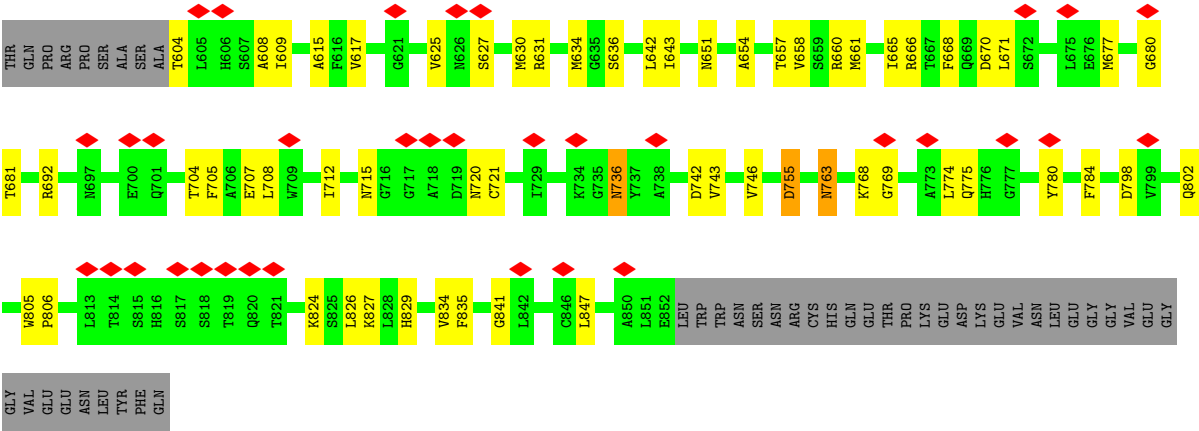 THR GLN PRO ARG PRO SER ALA SER ALA T604 L605 H606 S607 A608 I609 A615 F616 V617 G621 V625 N626 S627 M630 R631 M634 G635 S636 L642 I643 N651 A654 T657 V658 S659 R660 M661 I665 R666 T667 F668 Q669 D670 L671 S672 L675 E676 M677 G680
T681 R692 N697 E700 Q701 T704 F705 A706 E707 L708 W709 I712 N715 G716 G717 A718 D719 N720 C721 I729 K734 G735 N736 Y737 A738 D742 V743 V746 D755 N763 K768 G769 A773 L774 Q775 H776 G777 Y780 F784 D798 V799 Q802
W805 P806 L813 T814 S815 H816 S817 S818 T819 Q820 T821 K824 S825 L826 K827 L828 H829 V834 F835 G841 L842 C846 L847 A850 L851 E852 LEU TRP TRP ASN SER ASN ARG CYS HIS GLN GLU THR PRO LYS GLU ASP LYS GLU VAL ASN LEU GLU GLY GLY VAL GLU GLY
GLY VAL GLU GLU ASN LEU TYR PHE GLN